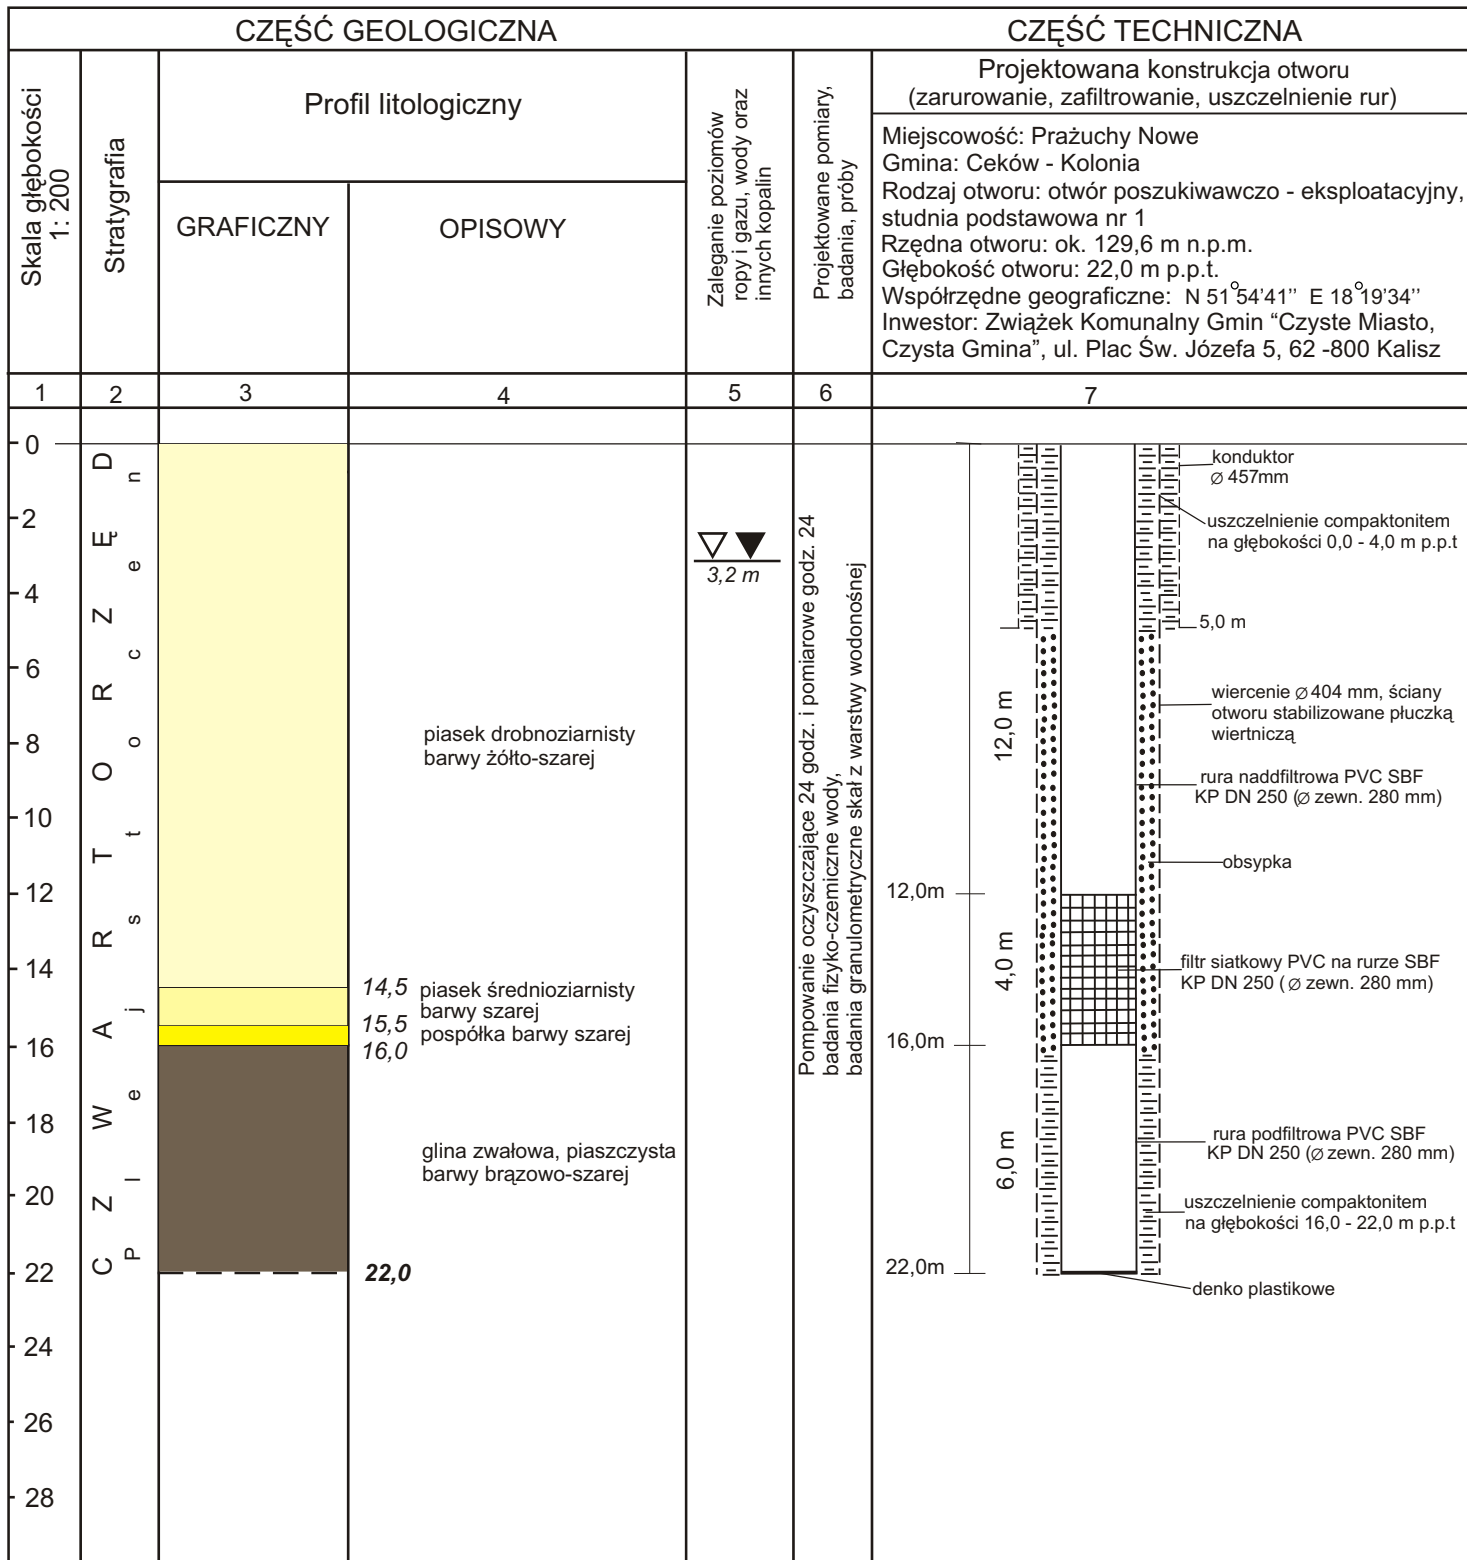 CZĘŚĆ GEOLOGICZNA
CZĘŚĆ TECHNICZNA
Skala głębokości
1: 200
Stratygrafia
Profil litologiczny
GRAFICZNY
OPISOWY
Zaleganie poziomów
ropy i gazu, wody oraz
innych kopalin
Projektowane pomiary,
badania, próby
Projektowana konstrukcja otworu
(zarurowanie, zafiltrowanie, uszczelnienie rur)
Miejscowość: Prażuchy Nowe
Gmina: Ceków - Kolonia
Rodzaj otworu: otwór poszukiwawczo - eksploatacyjny,
studnia podstawowa nr 1
Rzędna otworu: ok. 129,6 m n.p.m.
Głębokość otworu: 22,0 m p.p.t.
Współrzędne geograficzne: N 51°54'41'' E 18°19'34''
Inwestor: Związek Komunalny Gmin “Czyste Miasto,
Czysta Gmina”, ul. Plac Św. Józefa 5, 62 -800 Kalisz
1
2
3
4
5
6
7
0
2
4
6
8
10
12
14
16
18
20
22
24
26
28
CZWARTORZĘD
Plejstocen
piasek drobnoziarnisty
barwy żółto-szarej
14,5
piasek średnioziarnisty
barwy szarej
15,5
pospółka barwy szarej
16,0
glina zwałowa, piaszczysta
barwy brązowo-szarej
22,0
3,2 m
Pompowanie oczyszczające 24 godz. i pomiarowe godz. 24
badania fizyko-czemiczne wody,
badania granulometryczne skał z warstwy wodonośnej
12,0 m
12,0m
4,0 m
16,0m
6,0 m
22,0m
konduktor
⌀ 457mm
uszczelnienie compaktonitem
na głębokości 0,0 - 4,0 m p.p.t
5,0 m
wiercenie ⌀ 404 mm, ściany
otworu stabilizowane płuczką
wiertniczą
rura naddfiltrowa PVC SBF
KP DN 250 (⌀ zewn. 280 mm)
obsypka
filtr siatkowy PVC na rurze SBF
KP DN 250 ( ⌀ zewn. 280 mm)
rura podfiltrowa PVC SBF
KP DN 250 (⌀ zewn. 280 mm)
uszczelnienie compaktonitem
na głębokości 16,0 - 22,0 m p.p.t
denko plastikowe